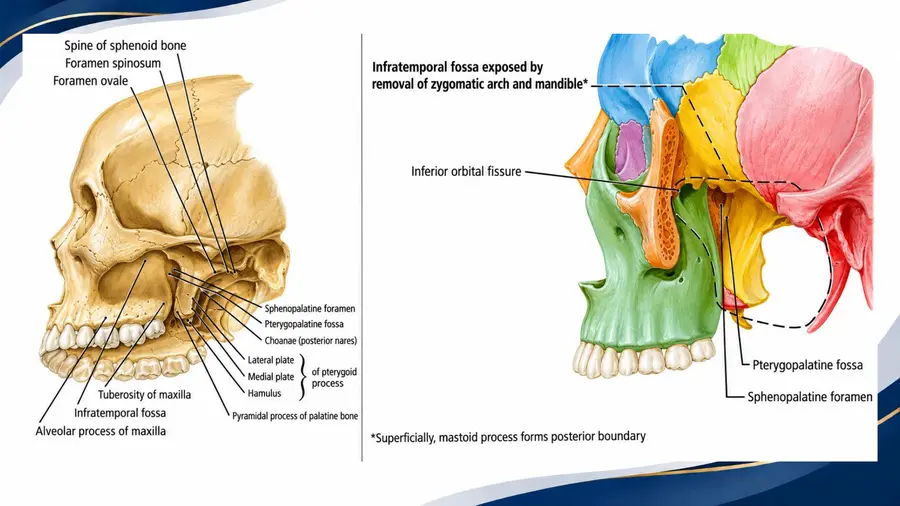 Spine of sphenoid bone
Foramen spinosum
Foramen ovale
Sphenopalatine foramen
Pterygopalatine fossa
Choanae (posterior nares)
Lateral plate
Medial plate
Hamulus
of pterygoid
process
Pyramidal process of palatine bone
Tuberosity of maxilla
Infratemporal fossa
Alveolar process of maxilla
Infratemporal fossa exposed by
removal of zygomatic arch and mandible*
Inferior orbital fissure
Pterygopalatine fossa
Sphenopalatine foramen
*Superficially, mastoid process forms posterior boundary